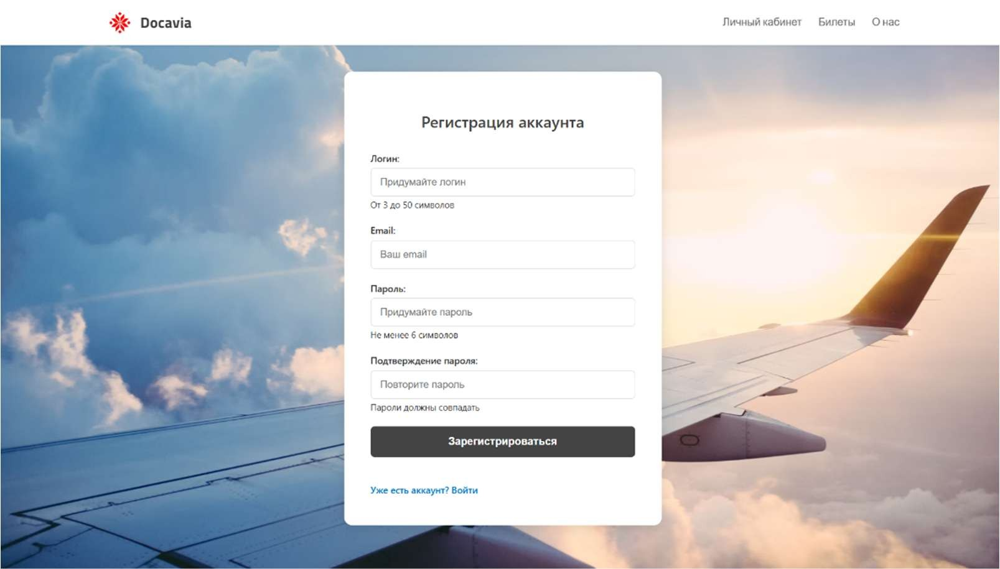 Docavia
Личный кабинет Билеты О нас
Регистрация аккаунта
Логин:
Придумайте логин
От 3 до 50 символов
Email:
Ваш email
Пароль:
Придумайте пароль
Не менее 6 символов
Подтверждение пароля:
Повторите пароль
Пароли должны совпадать
Зарегистрироваться
Уже есть аккаунт? Войти